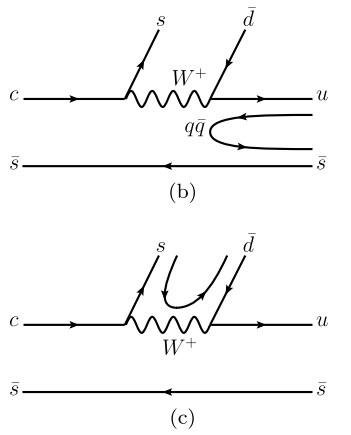 s d̄
W⁺
c u
qq̄
s̄ s̄
(b)
s d̄
c u
W⁺
s̄ s̄
(c)